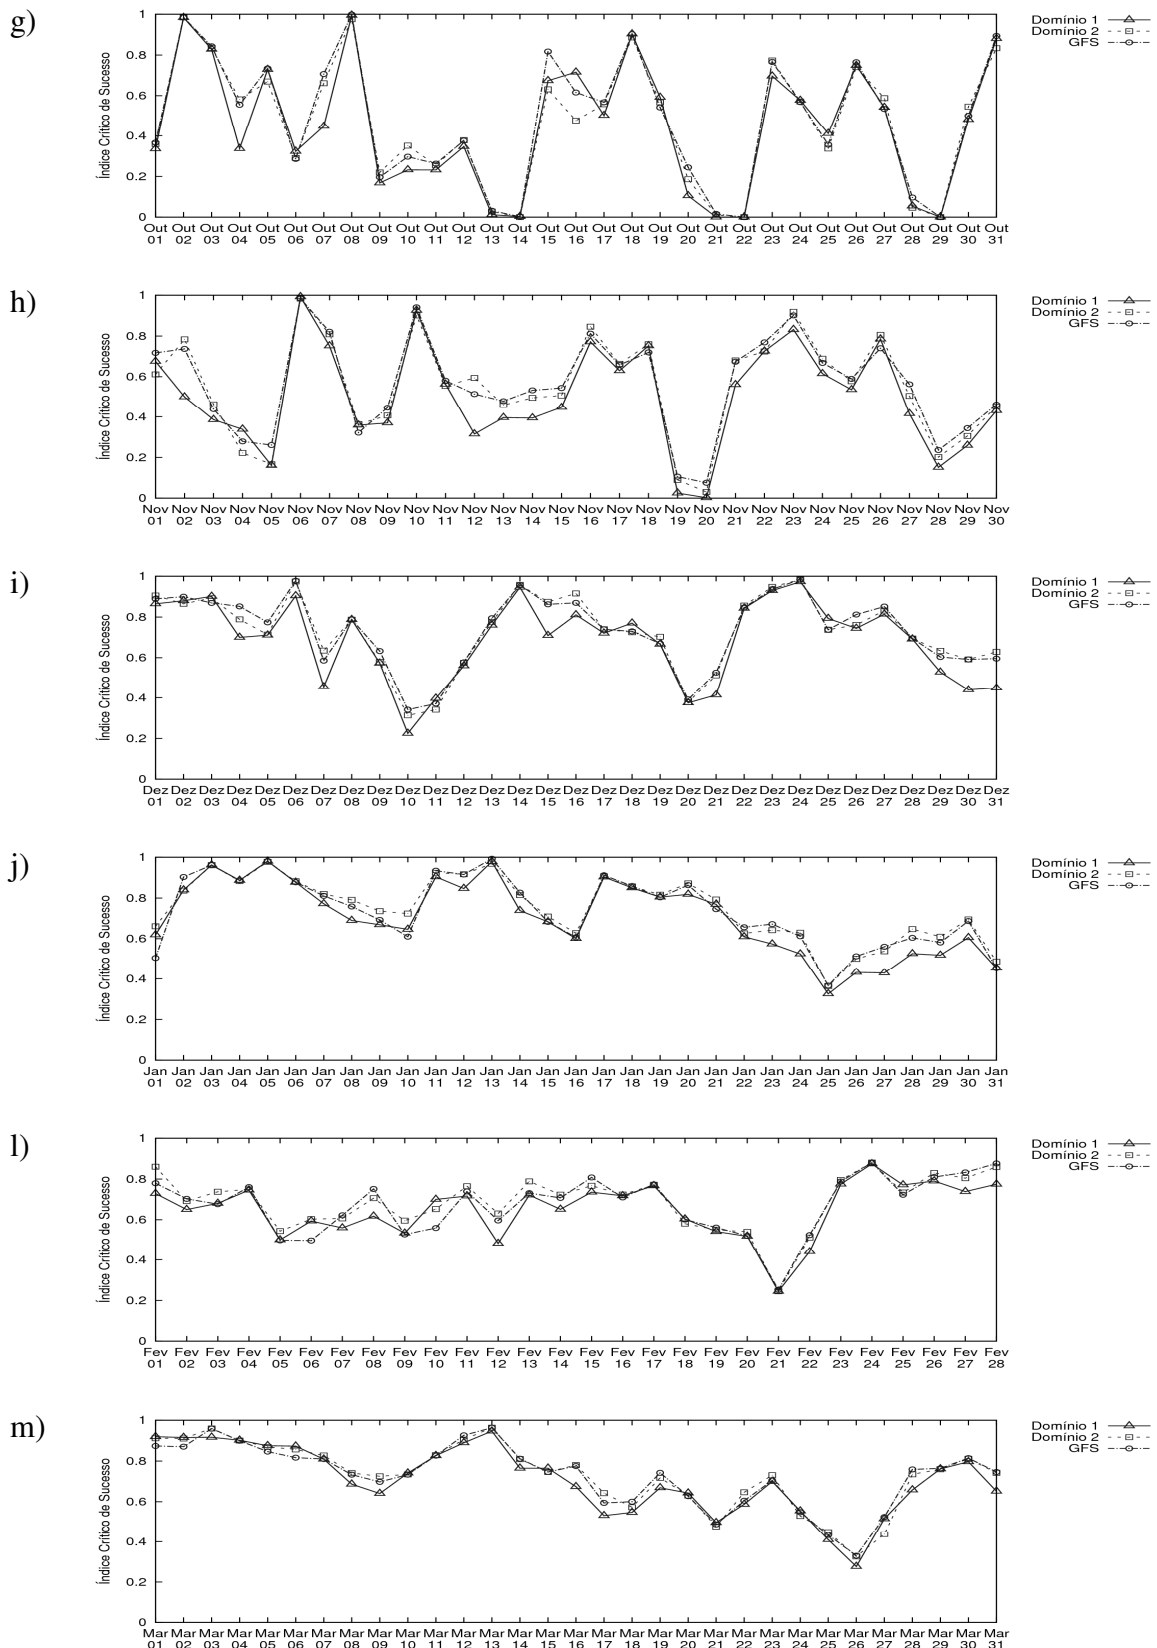 g)
Índice Crítico de Sucesso
1
0.8
0.6
0.4
0.2
0
Out Out Out Out Out Out Out Out Out Out Out Out Out Out Out Out Out Out Out Out Out Out Out Out Out Out Out Out Out Out Out
01 02 03 04 05 06 07 08 09 10 11 12 13 14 15 16 17 18 19 20 21 22 23 24 25 26 27 28 29 30 31
Domínio 1
Domínio 2
GFS
h)
Índice Crítico de Sucesso
1
0.8
0.6
0.4
0.2
0
Nov Nov Nov Nov Nov Nov Nov Nov Nov Nov Nov Nov Nov Nov Nov Nov Nov Nov Nov Nov Nov Nov Nov Nov Nov Nov Nov Nov Nov Nov
01 02 03 04 05 06 07 08 09 10 11 12 13 14 15 16 17 18 19 20 21 22 23 24 25 26 27 28 29 30
Domínio 1
Domínio 2
GFS
i)
Índice Crítico de Sucesso
1
0.8
0.6
0.4
0.2
0
Dez Dez Dez Dez Dez Dez Dez Dez Dez Dez Dez Dez Dez Dez Dez Dez Dez Dez Dez Dez Dez Dez Dez Dez Dez Dez Dez Dez Dez Dez Dez
01 02 03 04 05 06 07 08 09 10 11 12 13 14 15 16 17 18 19 20 21 22 23 24 25 26 27 28 29 30 31
Domínio 1
Domínio 2
GFS
j)
Índice Crítico de Sucesso
1
0.8
0.6
0.4
0.2
0
Jan Jan Jan Jan Jan Jan Jan Jan Jan Jan Jan Jan Jan Jan Jan Jan Jan Jan Jan Jan Jan Jan Jan Jan Jan Jan Jan Jan Jan Jan Jan
01 02 03 04 05 06 07 08 09 10 11 12 13 14 15 16 17 18 19 20 21 22 23 24 25 26 27 28 29 30 31
Domínio 1
Domínio 2
GFS
l)
Índice Crítico de Sucesso
1
0.8
0.6
0.4
0.2
0
Fev Fev Fev Fev Fev Fev Fev Fev Fev Fev Fev Fev Fev Fev Fev Fev Fev Fev Fev Fev Fev Fev Fev Fev Fev Fev Fev Fev
01 02 03 04 05 06 07 08 09 10 11 12 13 14 15 16 17 18 19 20 21 22 23 24 25 26 27 28
Domínio 1
Domínio 2
GFS
m)
Índice Crítico de Sucesso
1
0.8
0.6
0.4
0.2
0
Mar Mar Mar Mar Mar Mar Mar Mar Mar Mar Mar Mar Mar Mar Mar Mar Mar Mar Mar Mar Mar Mar Mar Mar Mar Mar Mar Mar Mar Mar Mar
01 02 03 04 05 06 07 08 09 10 11 12 13 14 15 16 17 18 19 20 21 22 23 24 25 26 27 28 29 30 31
Domínio 1
Domínio 2
GFS